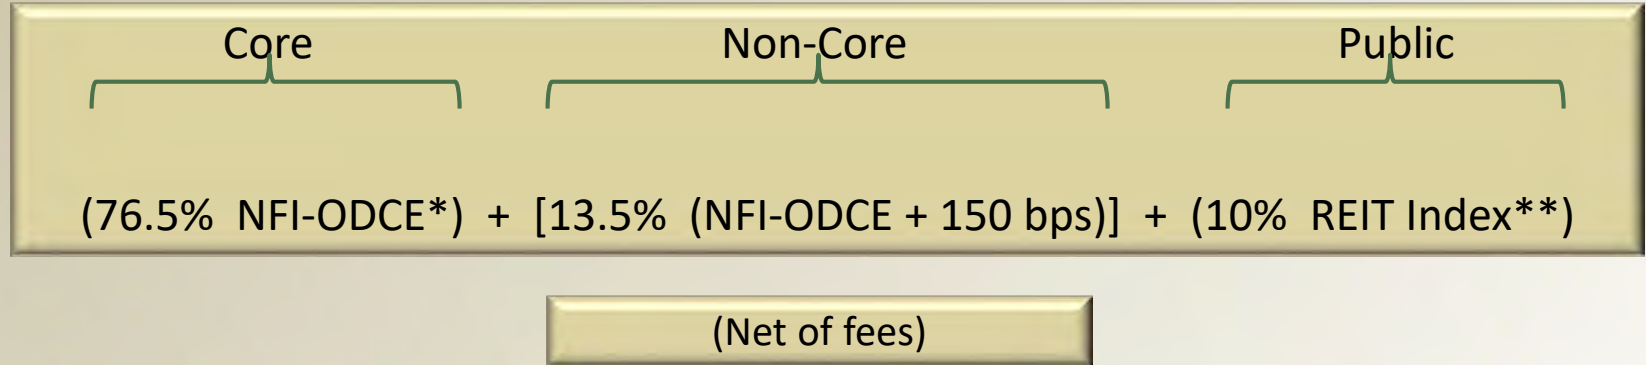 Core Non-Core Public
(76.5% NFI-ODCE*) + [13.5% (NFI-ODCE + 150 bps)] + (10% REIT Index**)
(Net of fees)